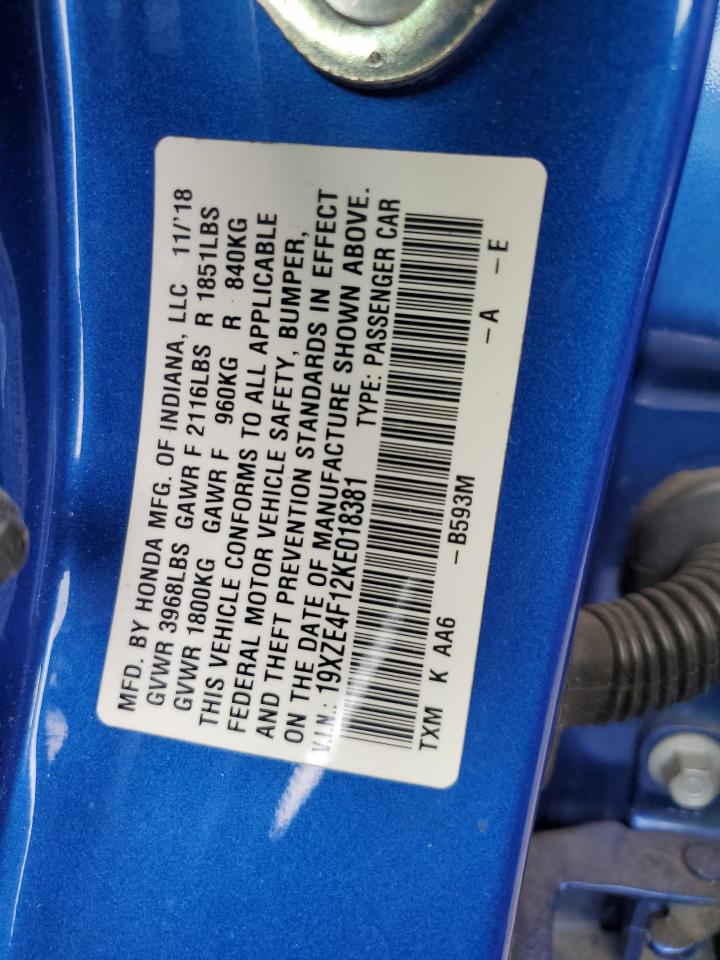 MFD. BY HONDA MFG. OF INDIANA, LLC 11/'18
GVWR 3968LBS GAWR F 2116LBS R 1851LBS
GVWR 1800KG GAWR F 960KG R 840KG
THIS VEHICLE CONFORMS TO ALL APPLICABLE
FEDERAL MOTOR VEHICLE SAFETY, BUMPER,
AND THEFT PREVENTION STANDARDS IN EFFECT
ON THE DATE OF MANUFACTURE SHOWN ABOVE.
V.I.N.: 19XZE4F12KE018381 TYPE: PASSENGER CAR
TXM K AA6 -B593M -A -E